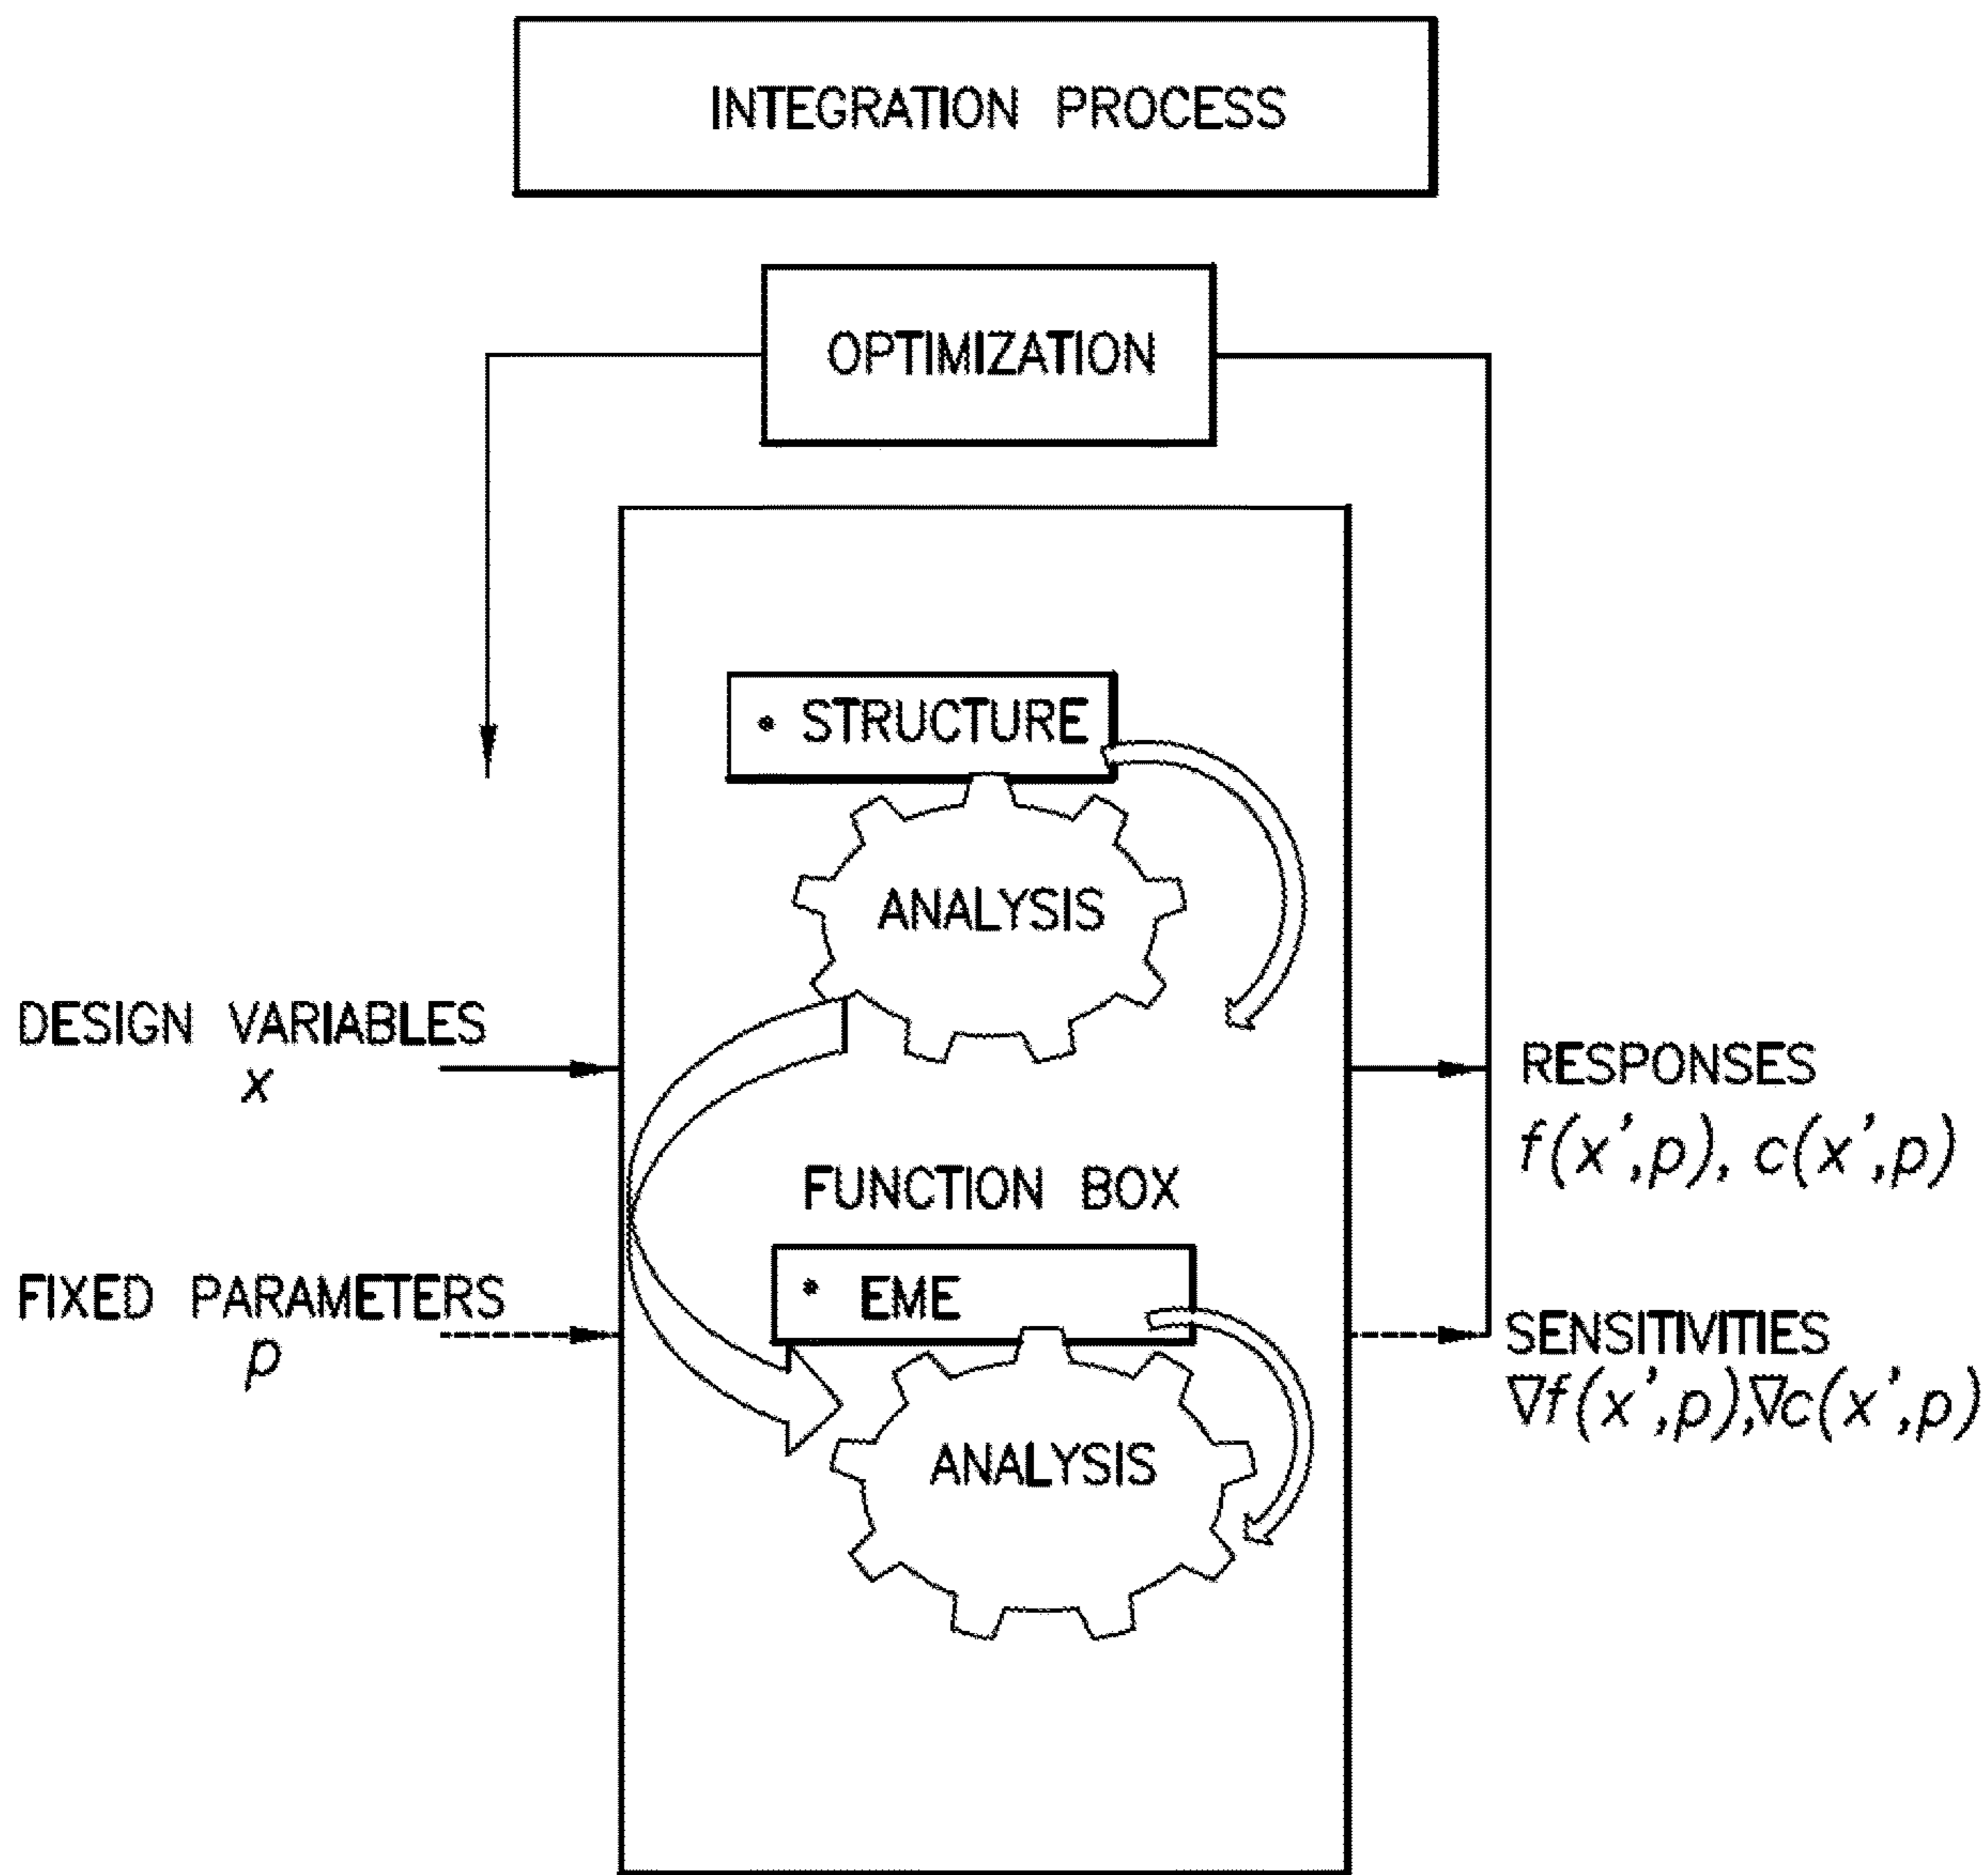 INTEGRATION PROCESS
OPTIMIZATION
• STRUCTURE
ANALYSIS
DESIGN VARIABLES
x
RESPONSES
f(x',p), c(x',p)
FUNCTION BOX
FIXED PARAMETERS
p
• EME
SENSITIVITIES
∇f(x',p),∇c(x',p)
ANALYSIS